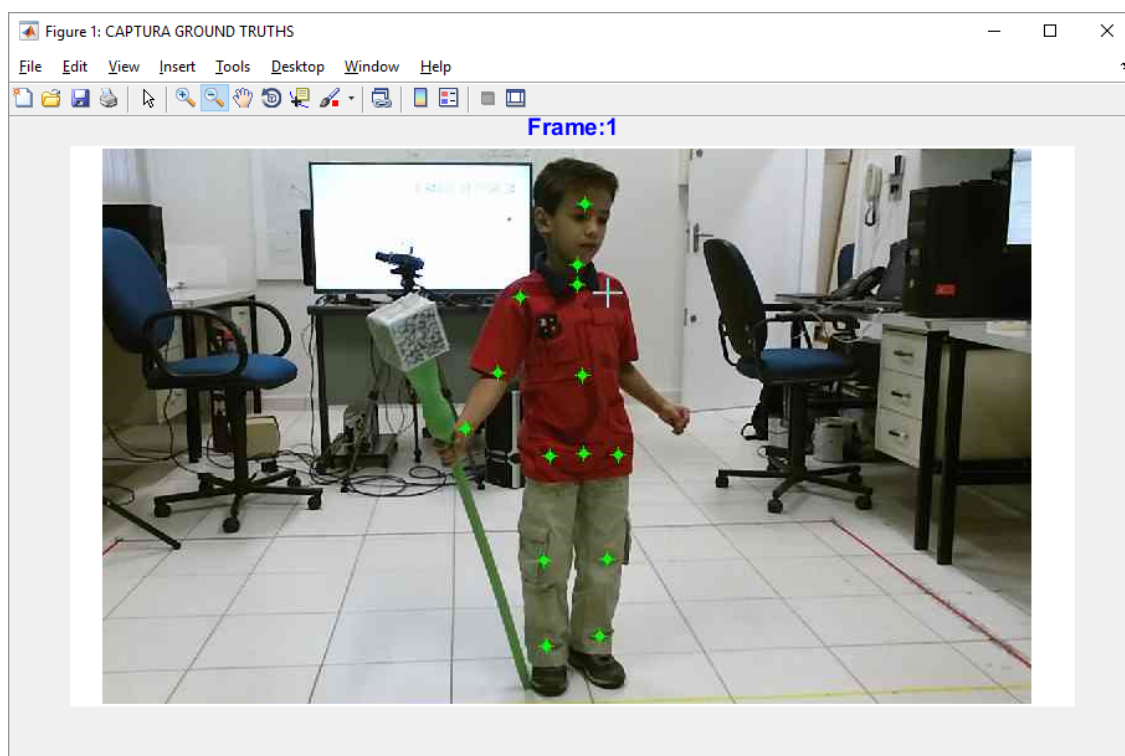 Figure 1: CAPTURA GROUND TRUTHS
File Edit View Insert Tools Desktop Window Help
Frame:1